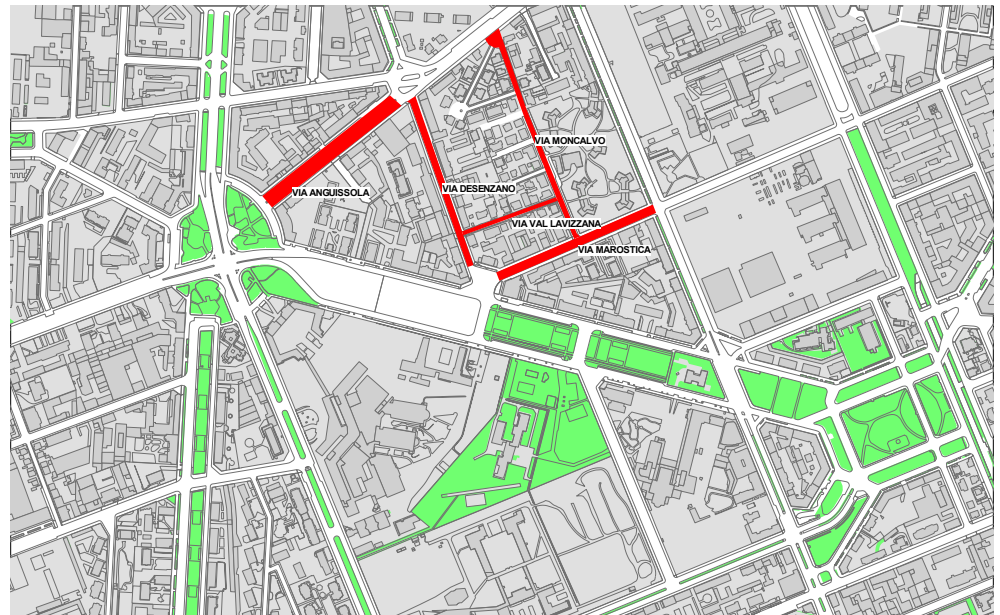 VIA MONCALVO
VIA ANGUISSOLA
VIA DESENZANO
VIA VAL LAVIZZANA
VIA MAROSTICA